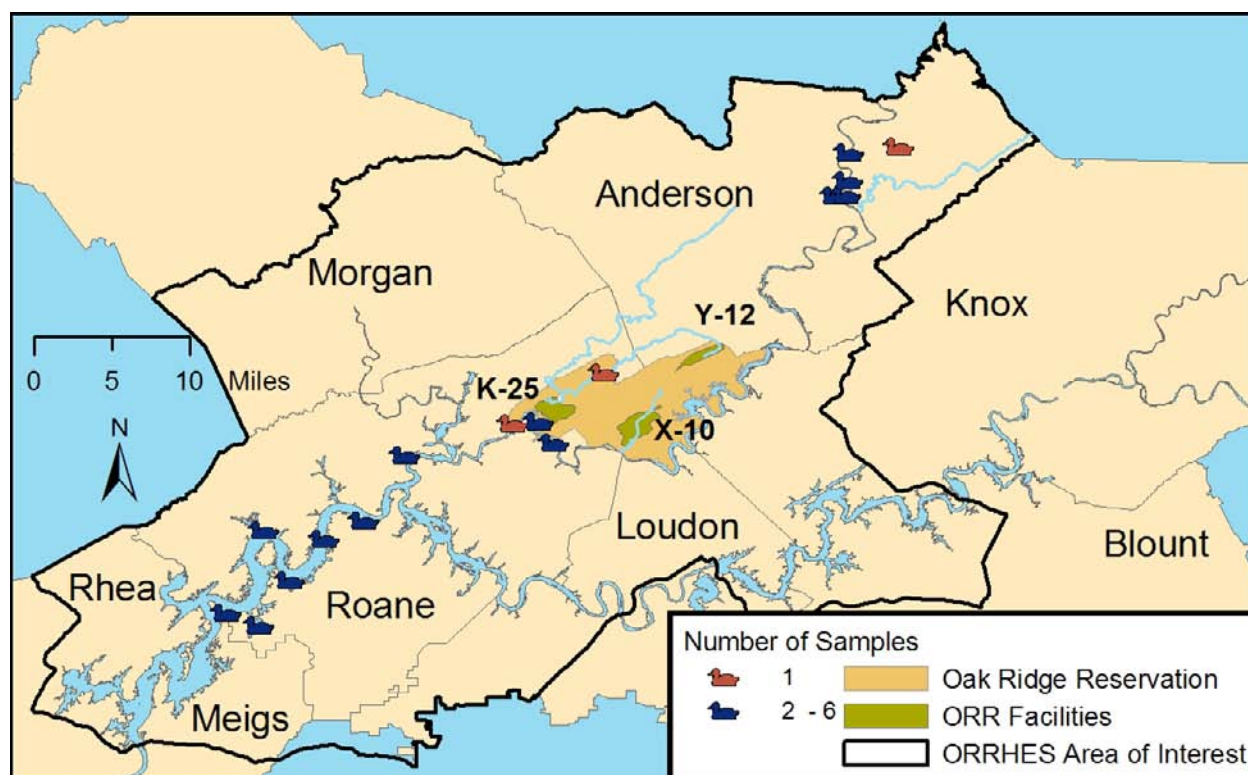 Anderson
Morgan
Knox
Y-12
0 5 10 Miles
K-25
N
X-10
Loudon
Blount
Rhea
Roane
Meigs
Number of Samples
1
2 - 6
Oak Ridge Reservation
ORR Facilities
ORRHES Area of Interest